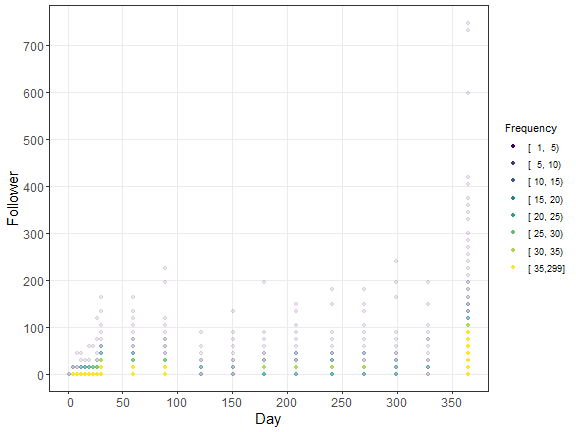 700
600
500
400
300
200
100
0
Follower
0 50 100 150 200 250 300 350
Day
Frequency
[  1,  5)
[  5, 10)
[ 10, 15)
[ 15, 20)
[ 20, 25)
[ 25, 30)
[ 30, 35)
[ 35,299]